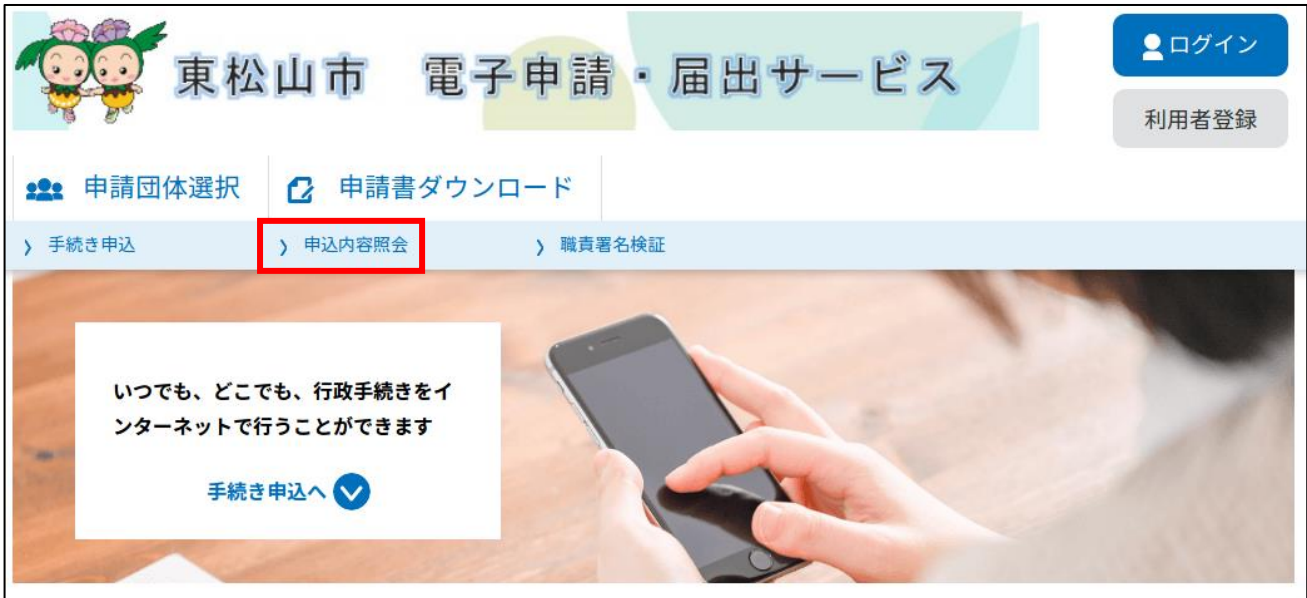 東松山市 電子申請・届出サービス
ログイン
利用者登録
申請団体選択
申請書ダウンロード
手続き申込
申込内容照会
職責署名検証
いつでも、どこでも、行政手続きをイ
ンターネットで行うことができます
手続き申込へ